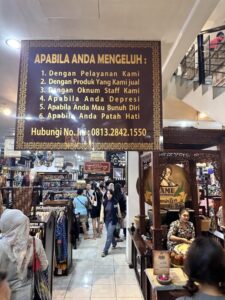 APABILA ANDA MENGELUH :
1. Dengan Pelayanan Kami
2. Dengan Produk Yang Kami jual
3. Dengan Oknum Staff Kami
4. Apabila Anda Depresi
5. Apabila Anda Mau Bunuh Diri
6. Apabila Anda Patah Hati
Hubungi No.Ini : 0813.2842.1550